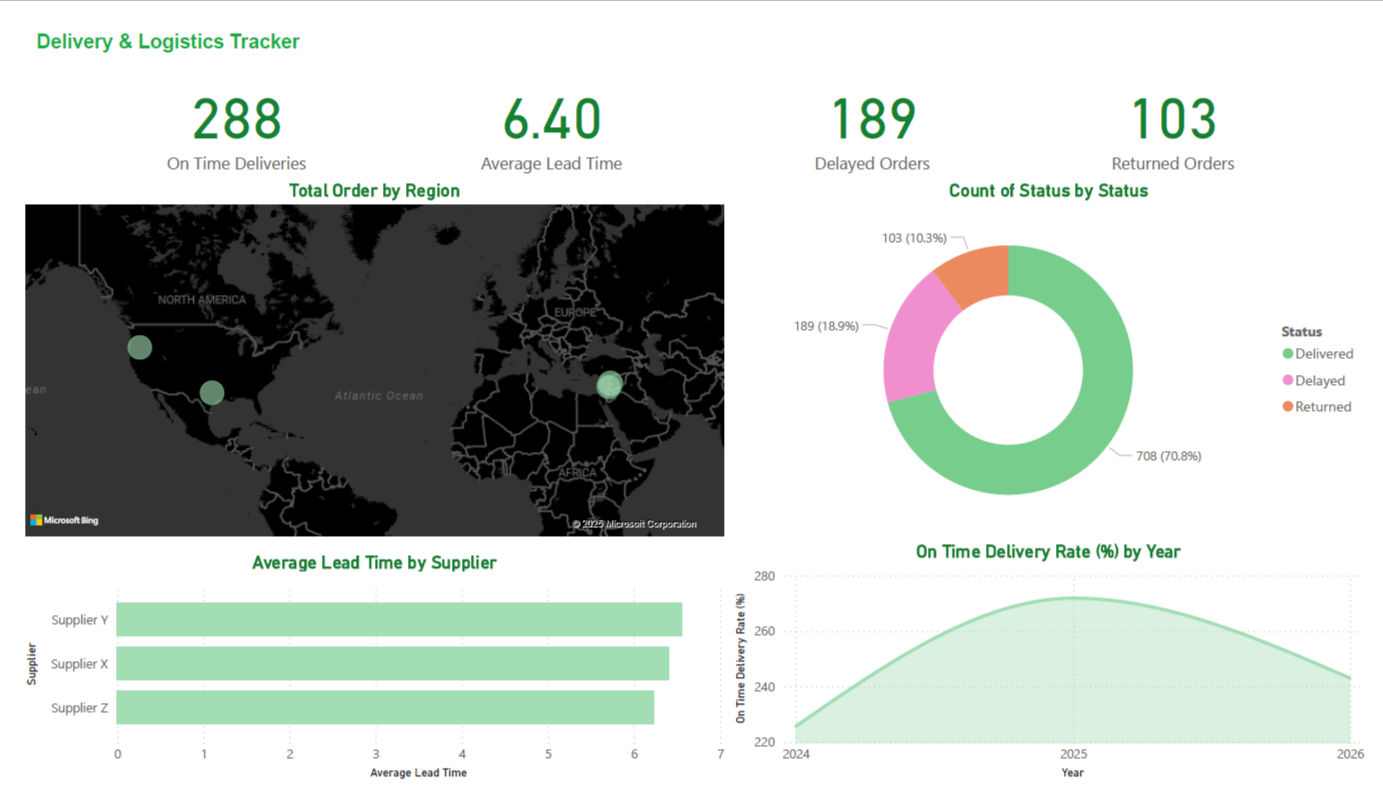 Delivery & Logistics Tracker
288
On Time Deliveries
6.40
Average Lead Time
189
Delayed Orders
103
Returned Orders
Total Order by Region
NORTH AMERICA
EUROPE
Atlantic Ocean
ean
AFRICA
Microsoft Bing
© 2025 Microsoft Corporation
Count of Status by Status
103 (10.3%)
189 (18.9%)
708 (70.8%)
Status
Delivered
Delayed
Returned
Average Lead Time by Supplier
Supplier
Supplier Y
Supplier X
Supplier Z
0 1 2 3 4 5 6 7
Average Lead Time
On Time Delivery Rate (%) by Year
On Time Delivery Rate (%)
280
260
240
220
2024 2025 2026
Year